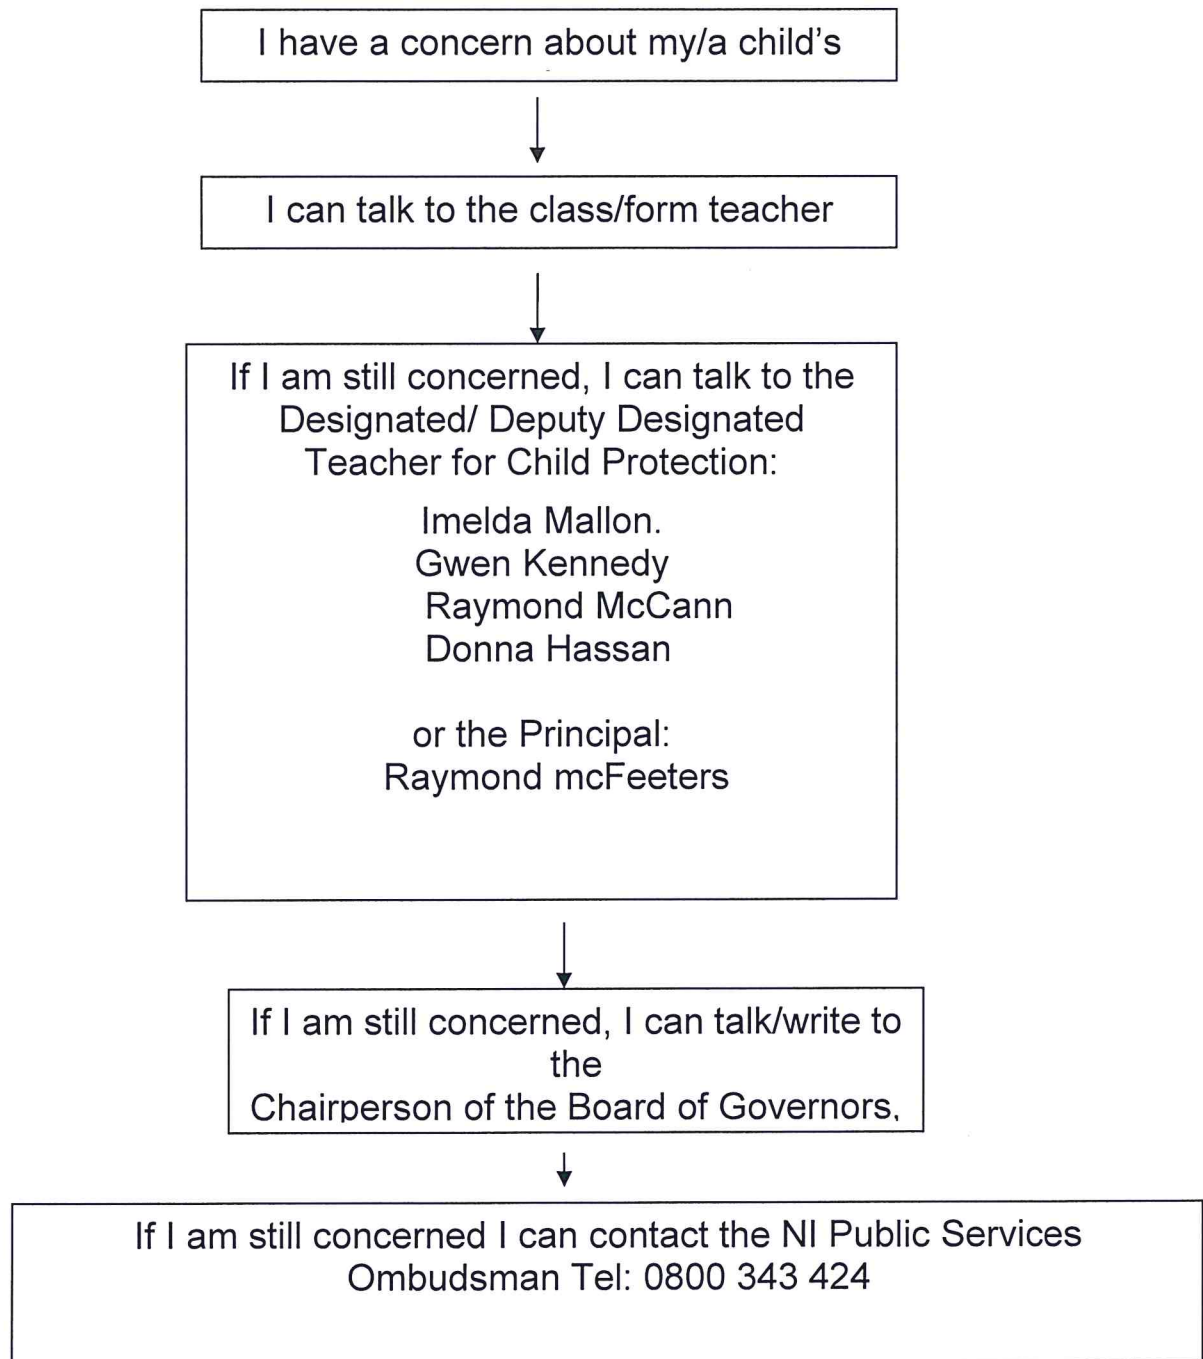 I have a concern about my/a child's
I can talk to the class/form teacher
If I am still concerned, I can talk to the
Designated/ Deputy Designated
Teacher for Child Protection:
Imelda Mallon.
Gwen Kennedy
Raymond McCann
Donna Hassan
or the Principal:
Raymond mcFeeters
If I am still concerned, I can talk/write to
the
Chairperson of the Board of Governors,
If I am still concerned I can contact the NI Public Services
Ombudsman Tel: 0800 343 424